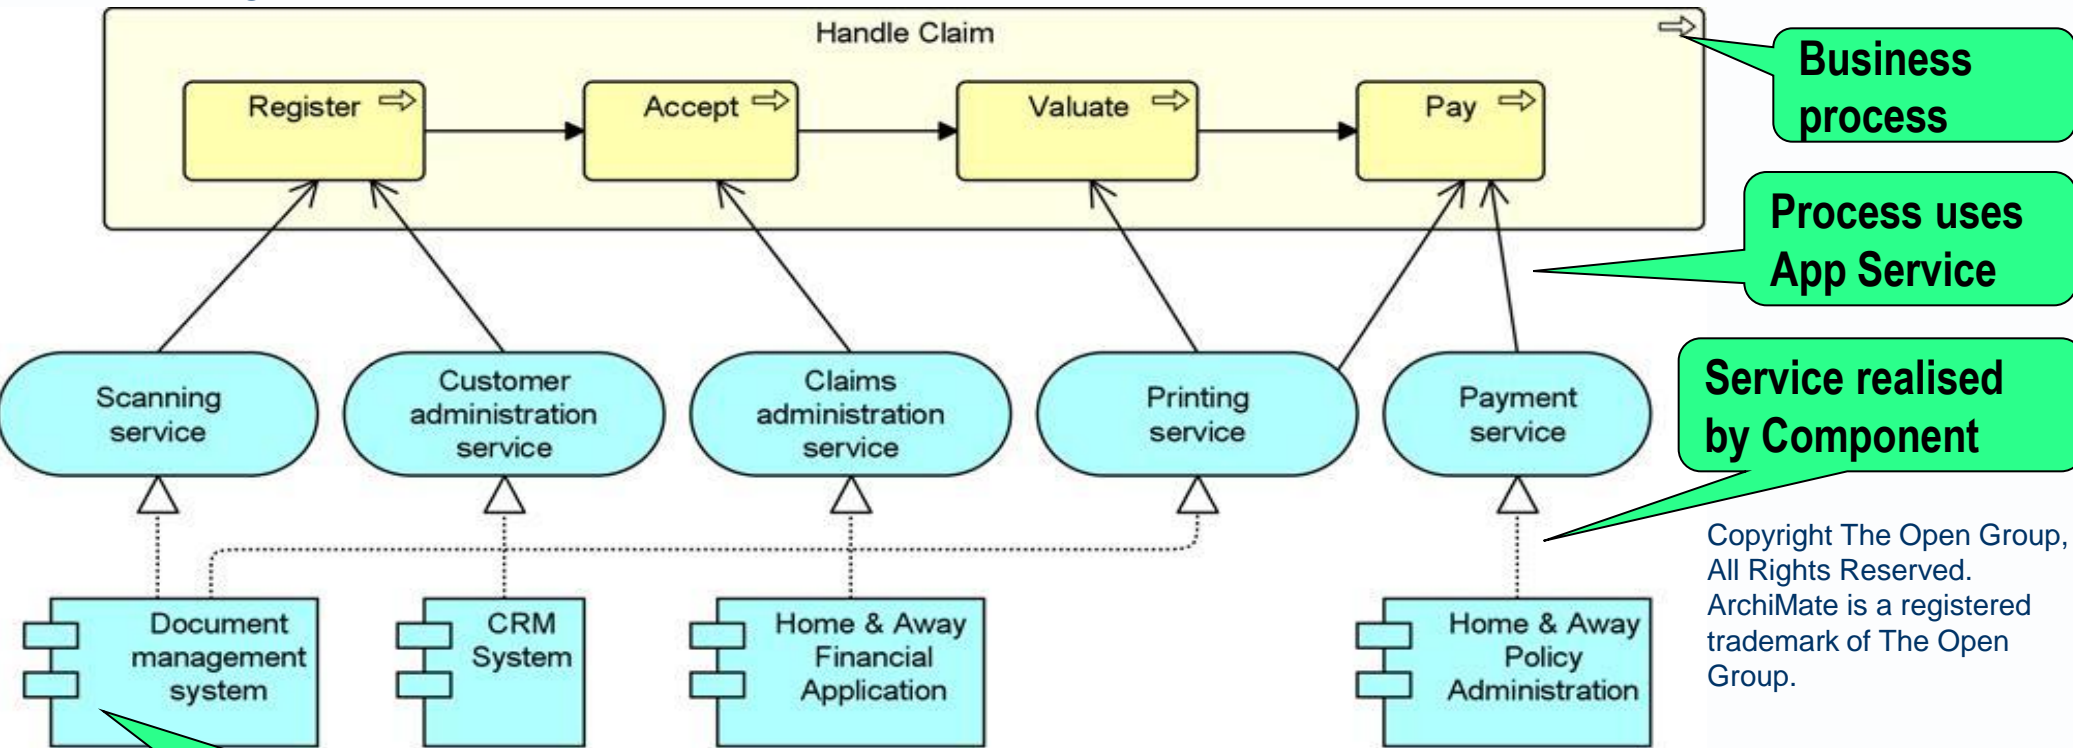 Handle Claim
Register
Accept
Valuate
Pay
Business
process
Process uses
App Service
Scanning
service
Customer
administration
service
Claims
administration
service
Printing
service
Payment
service
Service realised
by Component
Document
management
system
CRM
System
Home & Away
Financial
Application
Home & Away
Policy
Administration
Copyright The Open Group,
All Rights Reserved.
ArchiMate is a registered
trademark of The Open
Group.